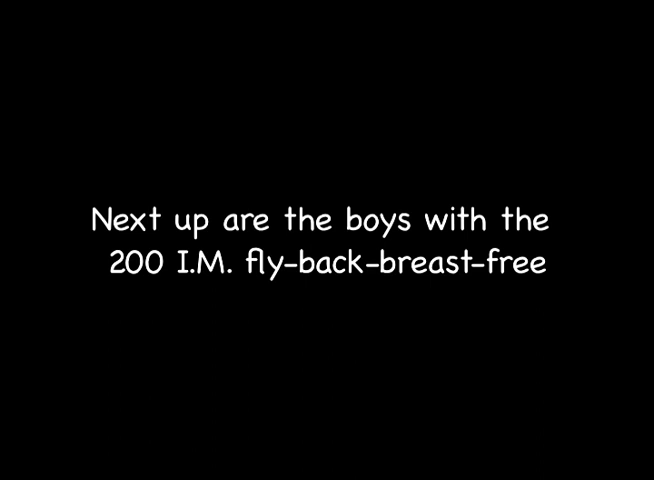 Next up are the boys with the
200 I.M. fly-back-breast-free